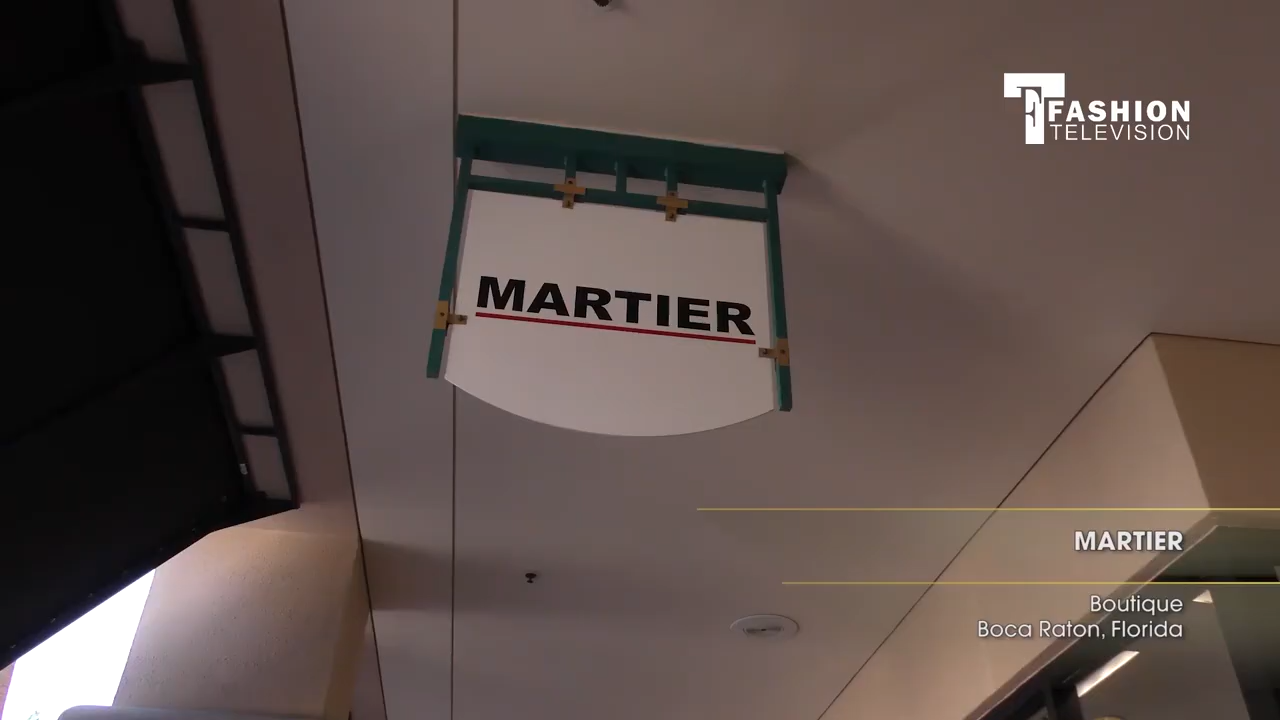 FASHION
TELEVISION
MARTIER
MARTIER
Boutique
Boca Raton, Florida